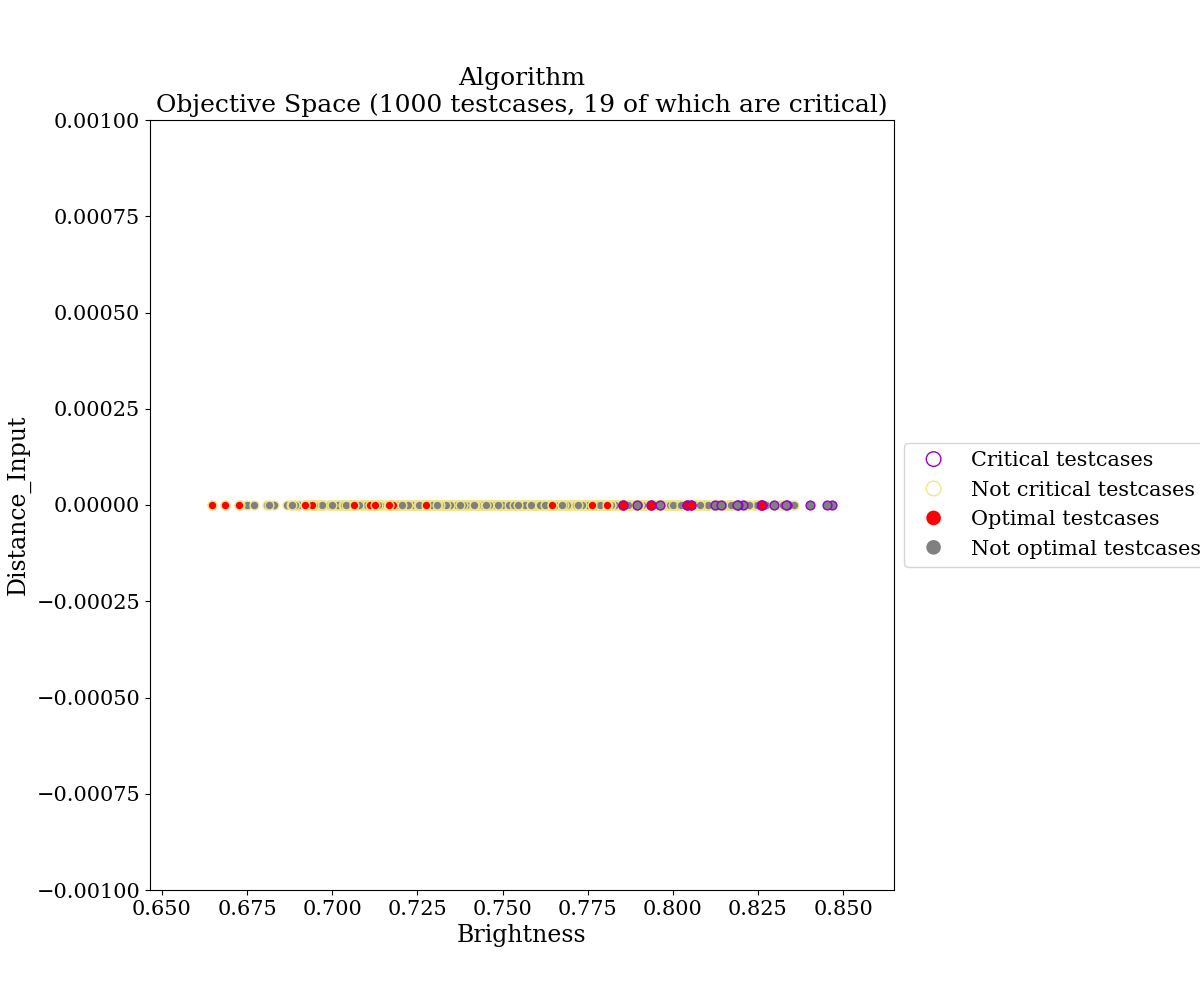 Algorithm
Objective Space (1000 testcases, 19 of which are critical)
0.00100
0.00075
0.00050
0.00025
0.00000
−0.00025
−0.00050
−0.00075
−0.00100
Distance_Input
0.650 0.675 0.700 0.725 0.750 0.775 0.800 0.825 0.850
Brightness
Critical testcases
Not critical testcases
Optimal testcases
Not optimal testcases